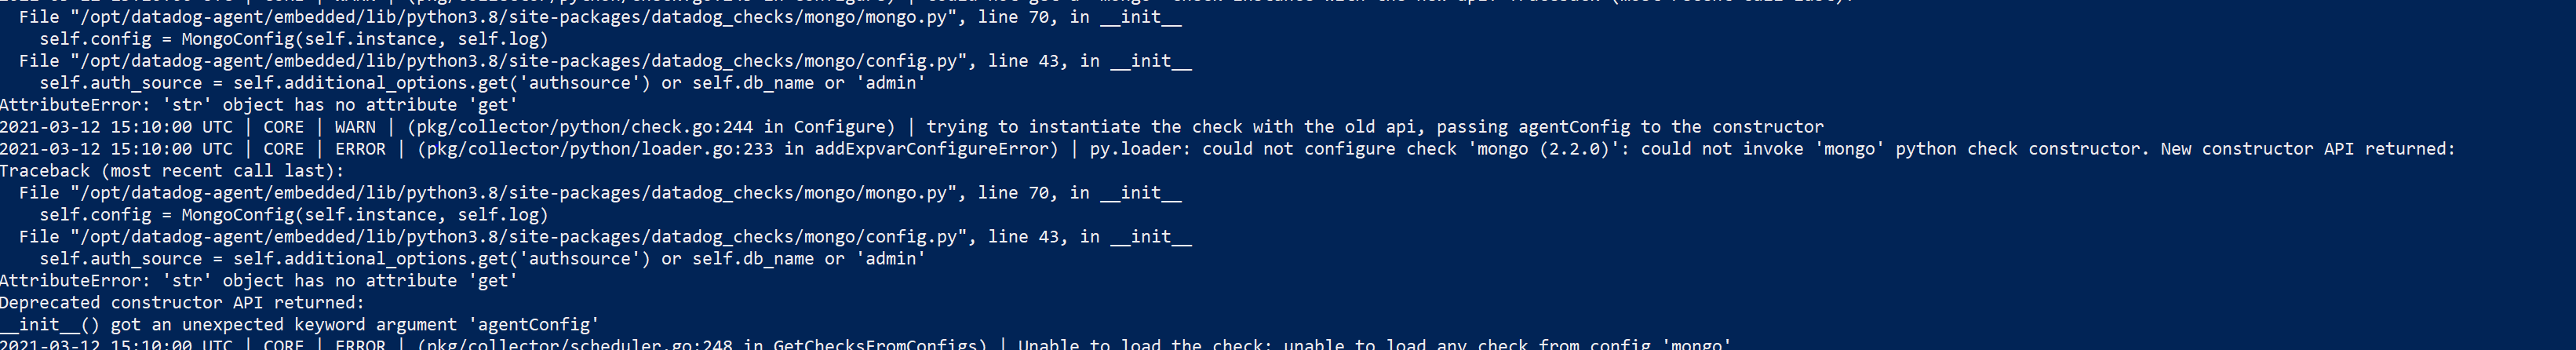 File "/opt/datadog-agent/embedded/lib/python3.8/site-packages/datadog_checks/mongo/mongo.py", line 70, in __init__
    self.config = MongoConfig(self.instance, self.log)
  File "/opt/datadog-agent/embedded/lib/python3.8/site-packages/datadog_checks/mongo/config.py", line 43, in __init__
    self.auth_source = self.additional_options.get('authsource') or self.db_name or 'admin'
AttributeError: 'str' object has no attribute 'get'
2021-03-12 15:10:00 UTC | CORE | WARN | (pkg/collector/python/check.go:244 in Configure) | trying to instantiate the check with the old api, passing agentConfig to the constructor
2021-03-12 15:10:00 UTC | CORE | ERROR | (pkg/collector/python/loader.go:233 in addExpvarConfigureError) | py.loader: could not configure check 'mongo (2.2.0)': could not invoke 'mongo' python check constructor. New constructor API returned:
Traceback (most recent call last):
  File "/opt/datadog-agent/embedded/lib/python3.8/site-packages/datadog_checks/mongo/mongo.py", line 70, in __init__
    self.config = MongoConfig(self.instance, self.log)
  File "/opt/datadog-agent/embedded/lib/python3.8/site-packages/datadog_checks/mongo/config.py", line 43, in __init__
    self.auth_source = self.additional_options.get('authsource') or self.db_name or 'admin'
AttributeError: 'str' object has no attribute 'get'
Deprecated constructor API returned:
__init__() got an unexpected keyword argument 'agentConfig'
2021-03-12 15:10:00 UTC | CORE | ERROR | (pkg/collector/scheduler.go:248 in GetChecksFromConfigs) | Unable to load the check: unable to load any check from config 'mongo'